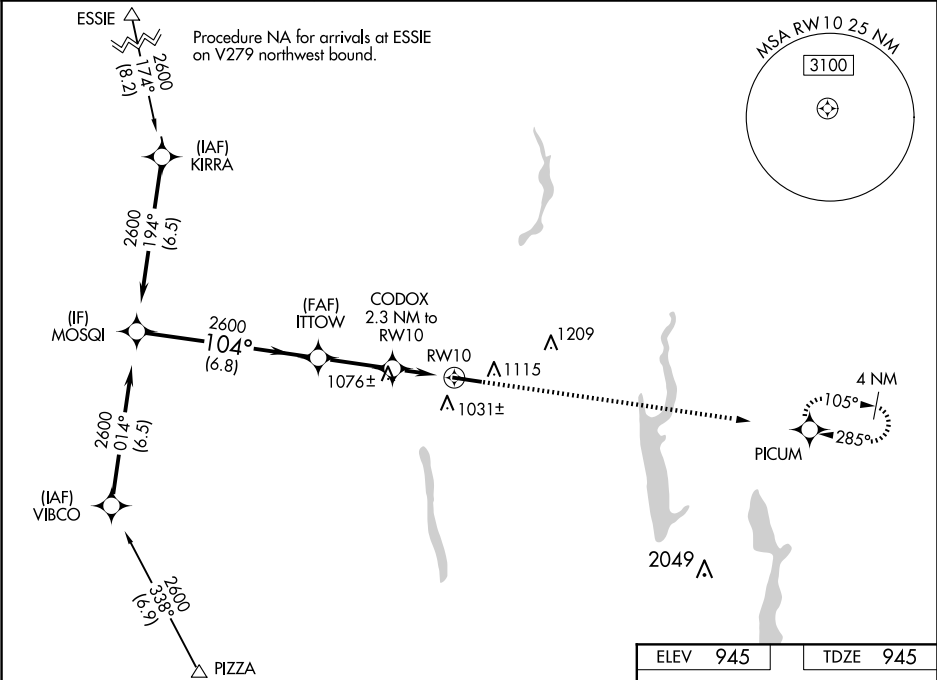 ESSIE
Procedure NA for arrivals at ESSIE
on V279 northwest bound.
MSA RW10 25 NM
3100
2600
174°
(8.2)
(IAF)
KIRRA
2600
194°
(6.5)
(IF)
MOSQI
2600
104°
(6.8)
(FAF)
ITTOW
CODOX
2.3 NM to
RW10
RW10
1209
1115
1076±
1031±
4 NM
105°
285°
PICUM
2600
014°
(6.5)
(IAF)
VIBCO
2600
338°
(6.9)
PIZZA
2049
ELEV 945
TDZE 945